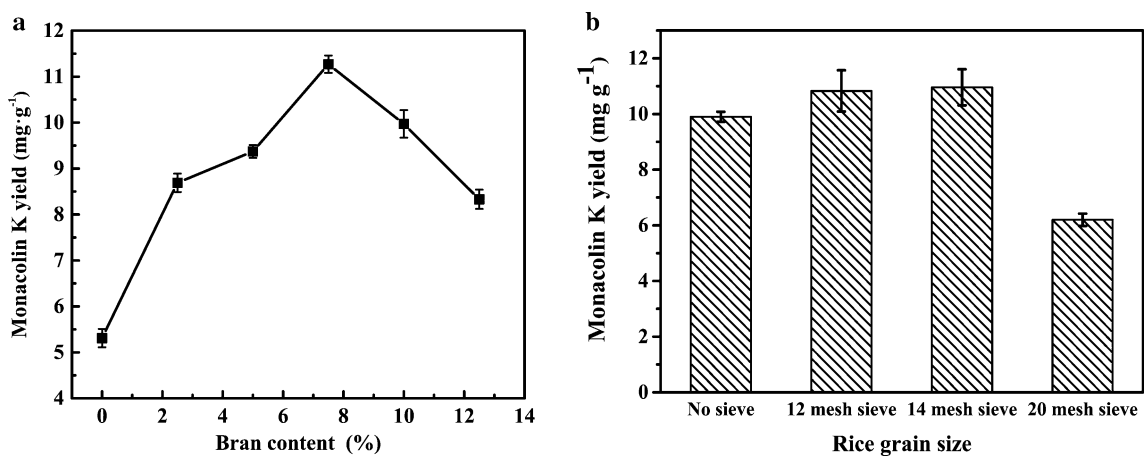 a
Monacolin K yield (mg·g-1)
12
11
10
9
8
7
6
5
4
0 2 4 6 8 10 12 14
Bran content (%)
b
Monacolin K yield (mg g-1)
12
10
8
6
4
2
0
No sieve 12 mesh sieve 14 mesh sieve 20 mesh sieve
Rice grain size